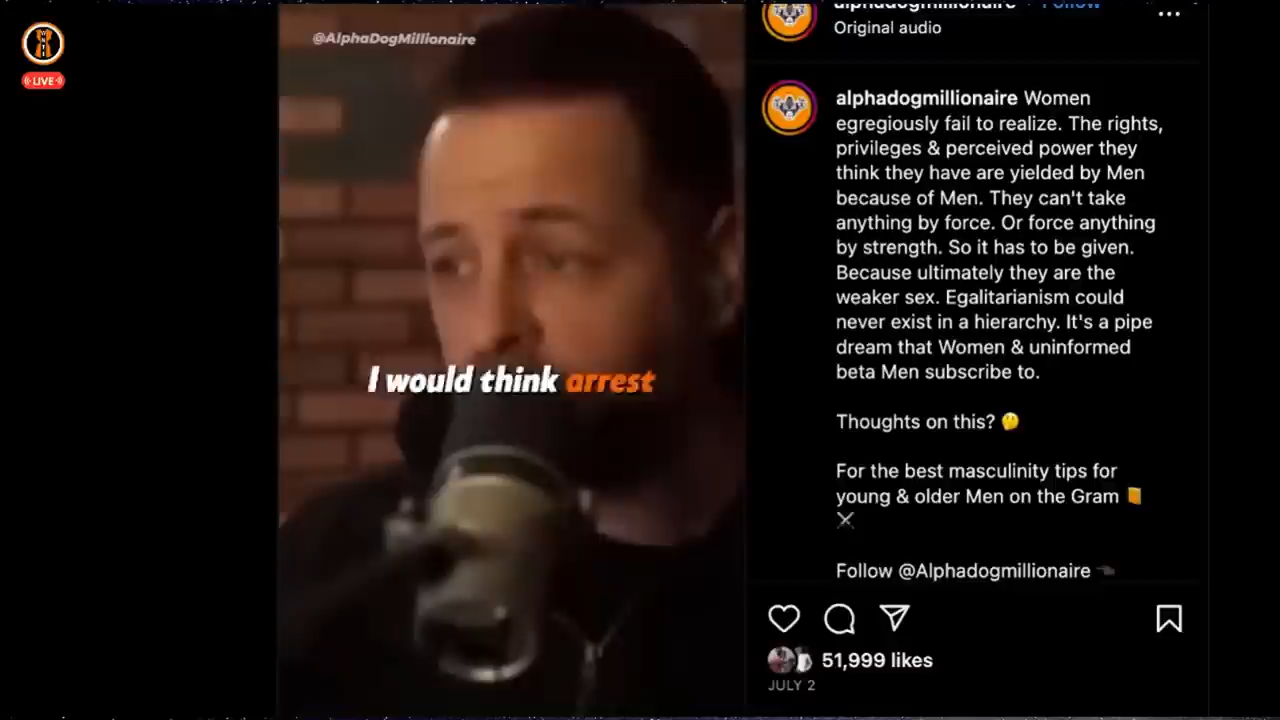 LIVE
@AlphaDogMillionaire
I would think arrest
alphadogmillionaire · Follow
Original audio
alphadogmillionaire Women
egregiously fail to realize. The rights,
privileges & perceived power they
think they have are yielded by Men
because of Men. They can't take
anything by force. Or force anything
by strength. So it has to be given.
Because ultimately they are the
weaker sex. Egalitarianism could
never exist in a hierarchy. It's a pipe
dream that Women & uninformed
beta Men subscribe to.
Thoughts on this? 🤔
For the best masculinity tips for
young & older Men on the Gram
⚔
Follow @Alphadogmillionaire
51,999 likes
JULY 2